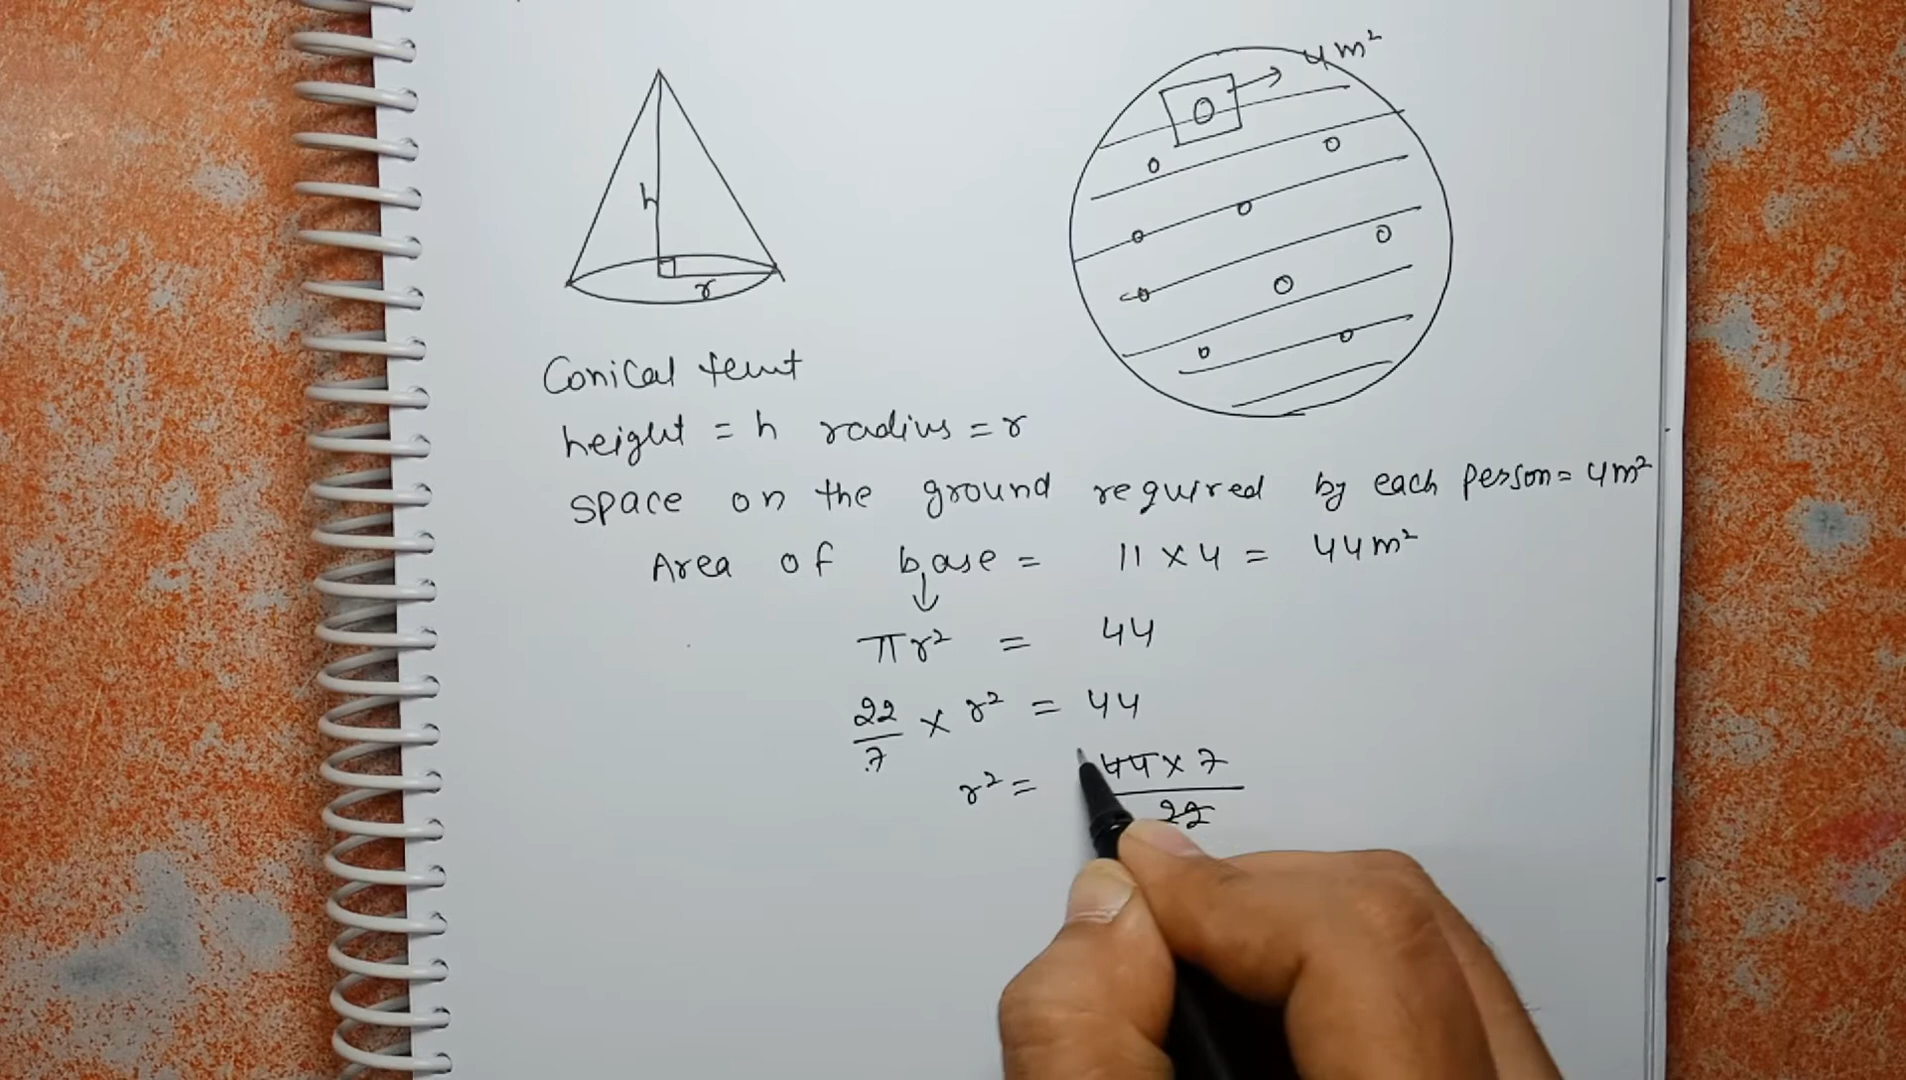 4m²
h
r
Conical tent
height = h radius = r
space on the ground required by each person = 4m²
Area of base = 11 × 4 = 44m²
↓
πr² = 44
22/7 × r² = 44
r² = 44 × 7/22